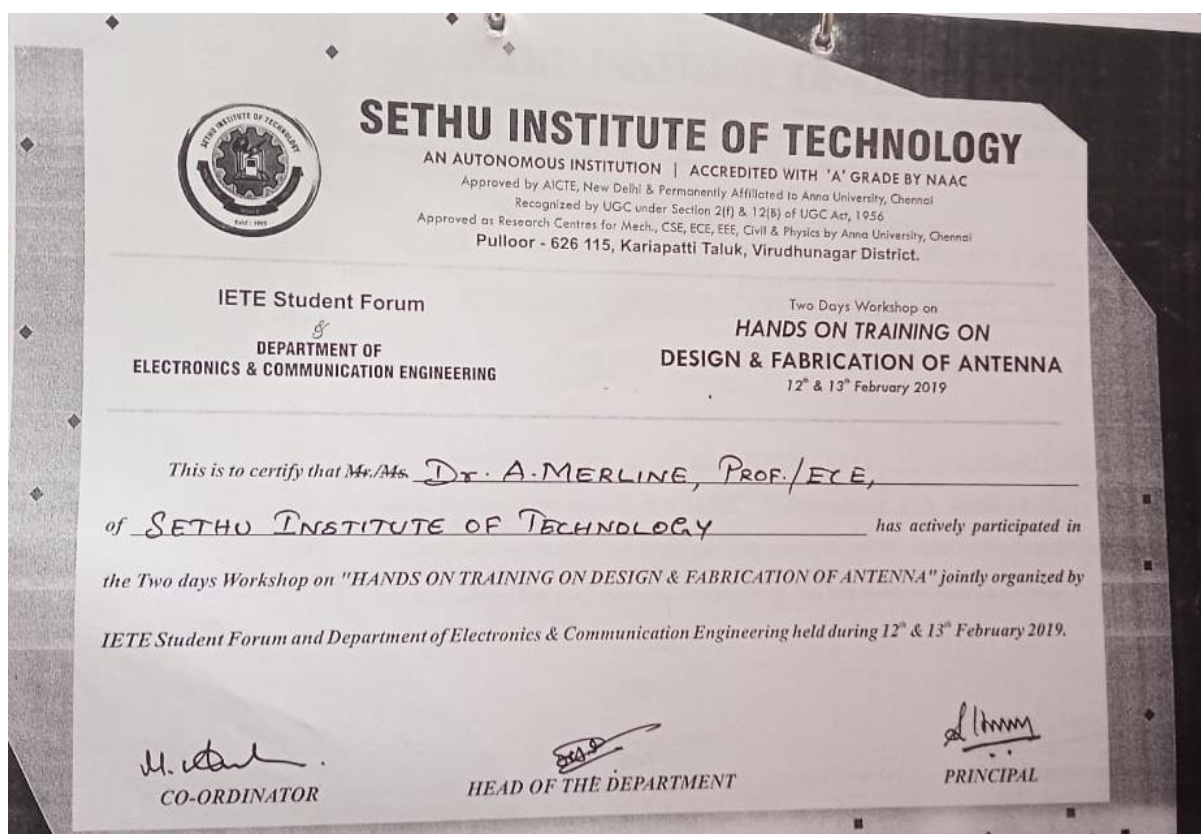 SETHU INSTITUTE OF TECHNOLOGY
SETHU INSTITUTE OF TECHNOLOGY
AN AUTONOMOUS INSTITUTION | ACCREDITED WITH 'A' GRADE BY NAAC
Approved by AICTE, New Delhi & Permanently Affiliated to Anna University, Chennai
Recognized by UGC under Section 2(f) & 12(B) of UGC Act, 1956
Approved as Research Centres for Mech., CSE, ECE, EEE, Civil & Physics by Anna University, Chennai
Pulloor - 626 115, Kariapatti Taluk, Virudhunagar District.
IETE Student Forum
&
DEPARTMENT OF
ELECTRONICS & COMMUNICATION ENGINEERING
Two Days Workshop on
HANDS ON TRAINING ON
DESIGN & FABRICATION OF ANTENNA
12th & 13th February 2019
This is to certify that Mr./Ms. Dr. A. MERLINE, PROF./ECE,
of SETHU INSTITUTE OF TECHNOLOGY has actively participated in
the Two days Workshop on "HANDS ON TRAINING ON DESIGN & FABRICATION OF ANTENNA" jointly organized by
IETE Student Forum and Department of Electronics & Communication Engineering held during 12th & 13th February 2019.
CO-ORDINATOR
HEAD OF THE DEPARTMENT
PRINCIPAL